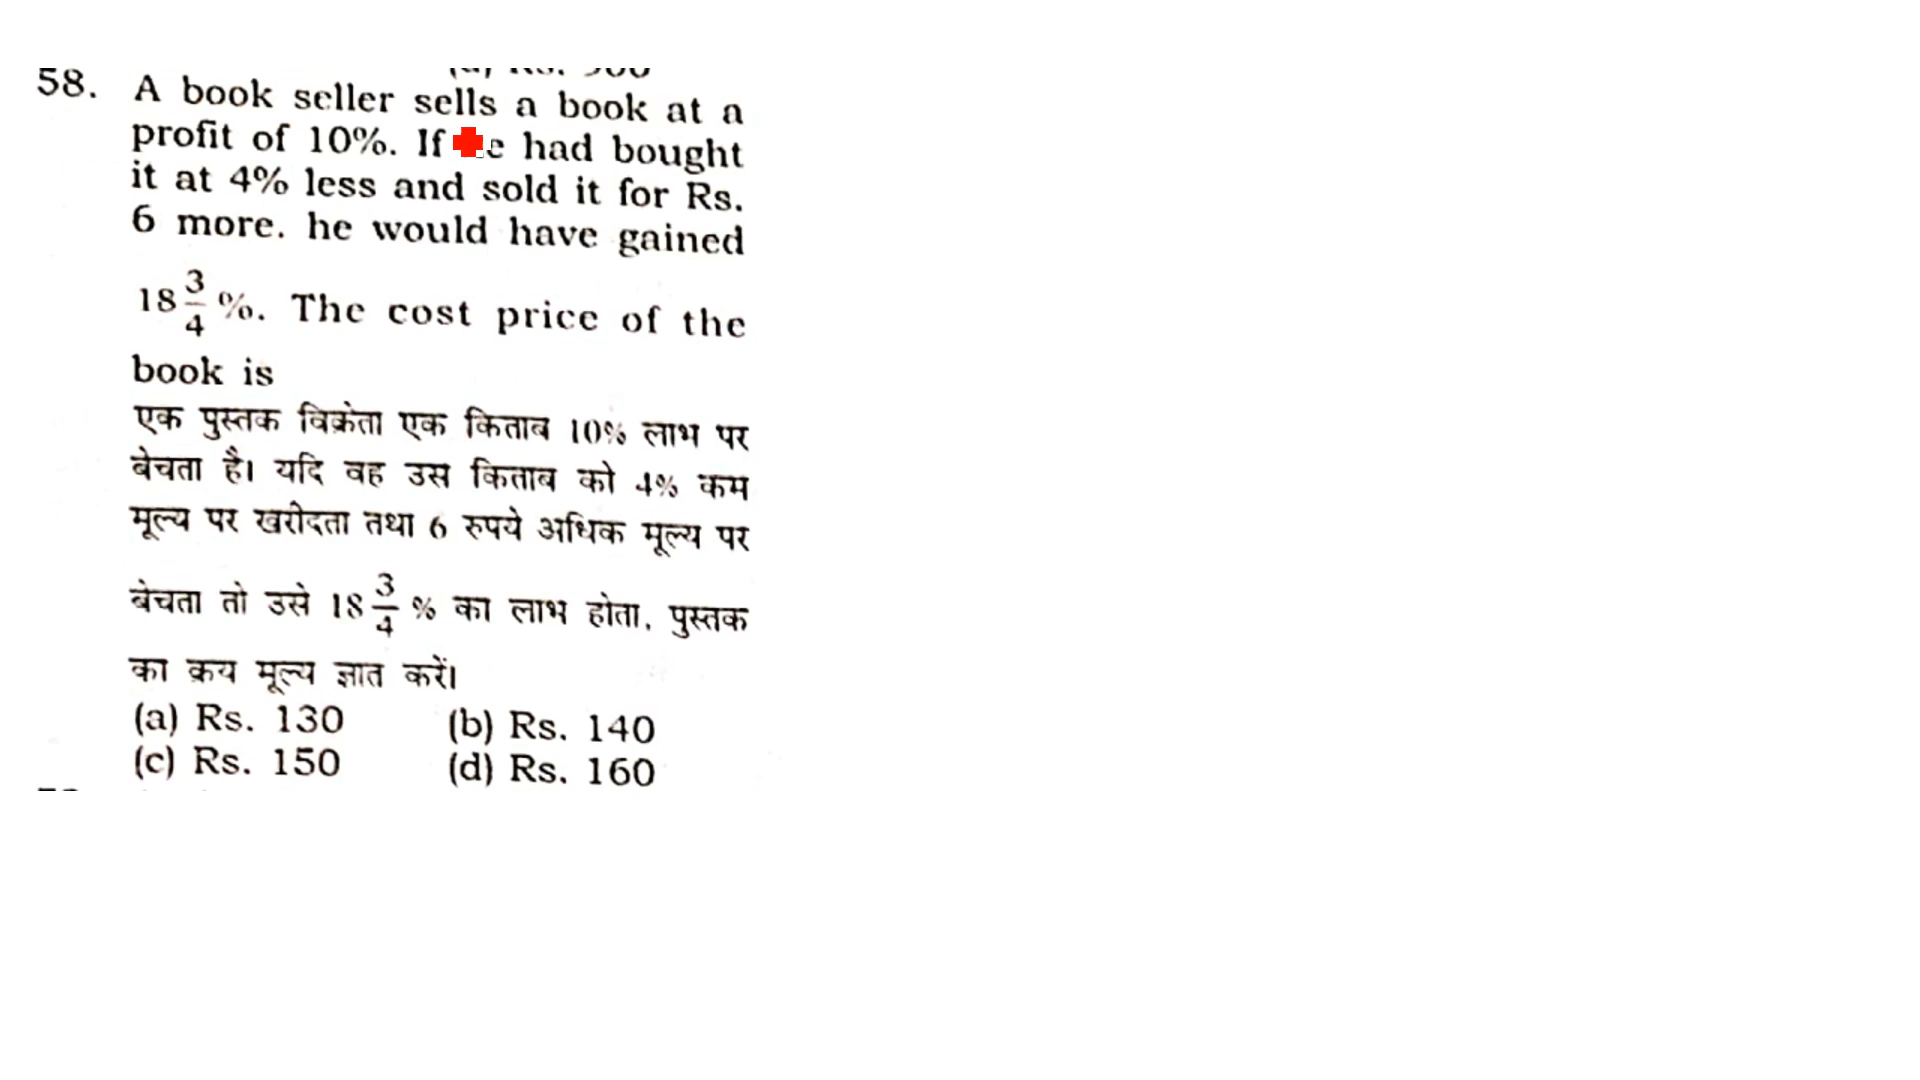 58. A book seller sells a book at a
profit of 10%. If had bought
it at 4% less and sold it for Rs.
6 more. he would have gained
18 3/4 %. The cost price of the
book is
एक पुस्तक विक्रेता एक किताब 10% लाभ पर
बेचता है। यदि वह उस किताब को 4% कम
मूल्य पर खरीदता तथा 6 रुपये अधिक मूल्य पर
बेचता तो उसे 18 3/4 % का लाभ होता, पुस्तक
का क्रय मूल्य ज्ञात करें।
(a) Rs. 130 (b) Rs. 140
(c) Rs. 150 (d) Rs. 160